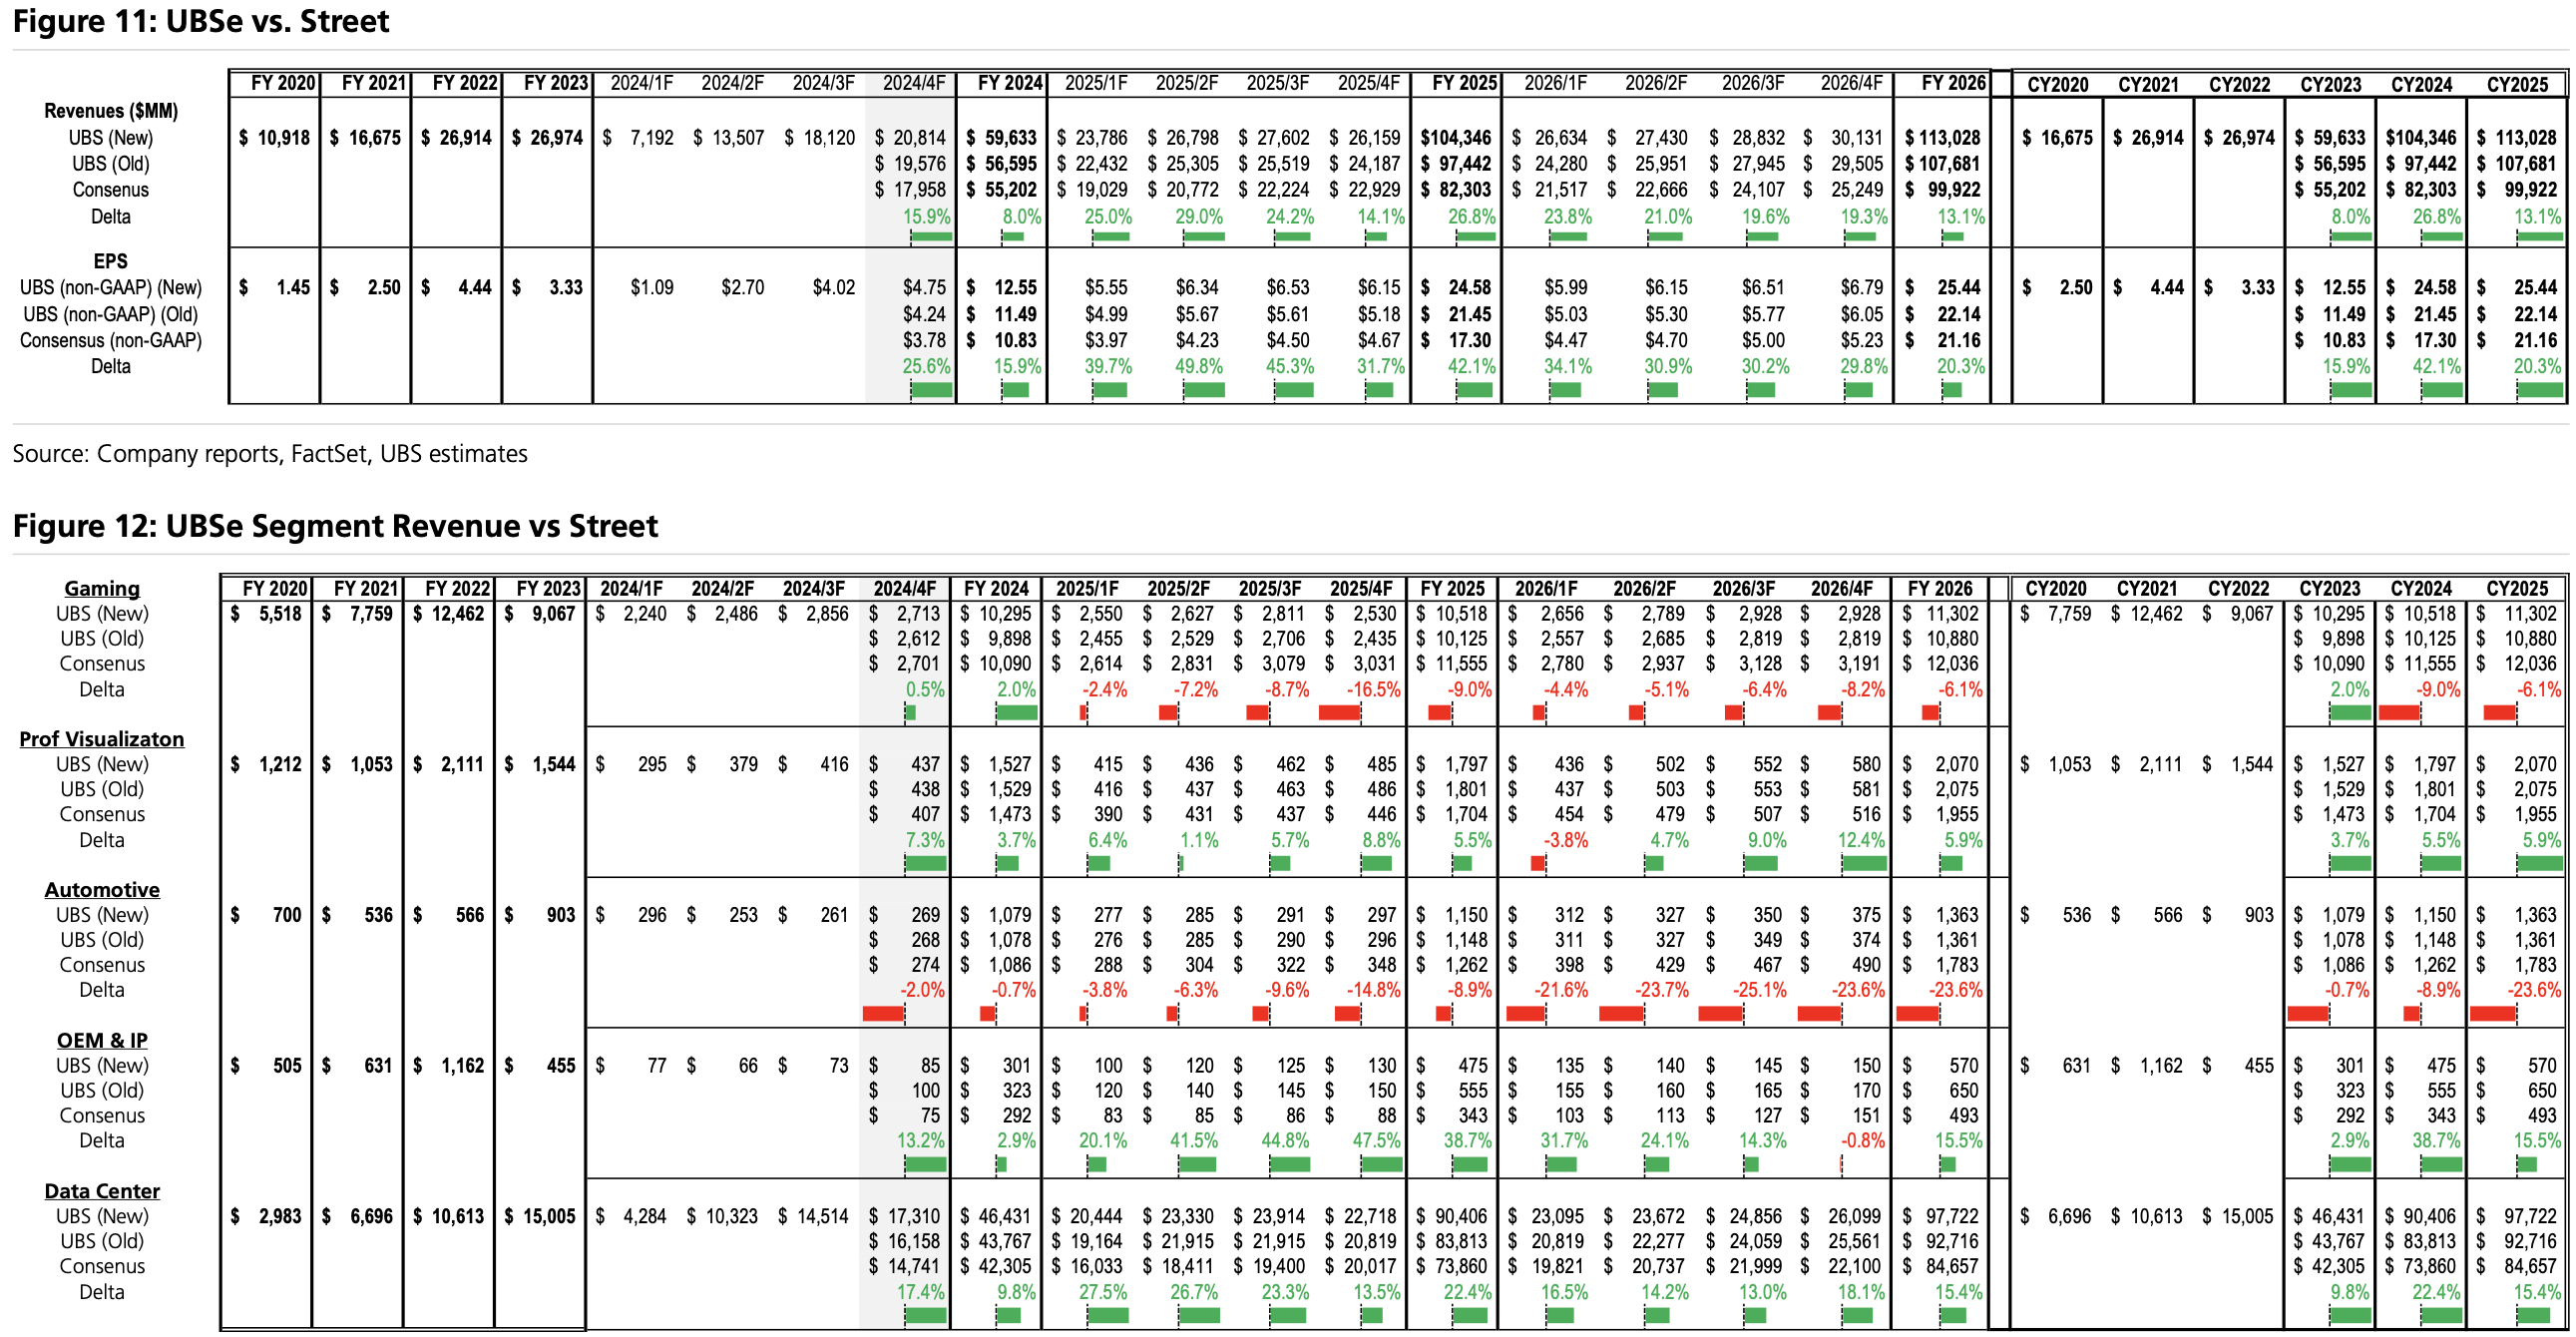 Figure 11: UBSe vs. Street
FY 2020 FY 2021 FY 2022 FY 2023 2024/1F 2024/2F 2024/3F 2024/4F FY 2024 2025/1F 2025/2F 2025/3F 2025/4F FY 2025 2026/1F 2026/2F 2026/3F 2026/4F FY 2026 CY2020 CY2021 CY2022 CY2023 CY2024 CY2025
Revenues ($MM)
UBS (New) $ 10,918 $ 16,675 $ 26,914 $ 26,974 $ 7,192 $ 13,507 $ 18,120 $ 20,814 $ 59,633 $ 23,786 $ 26,798 $ 27,602 $ 26,159 $104,346 $ 26,634 $ 27,430 $ 28,832 $ 30,131 $ 113,028 $ 16,675 $ 26,914 $ 26,974 $ 59,633 $104,346 $ 113,028
UBS (Old) $ 19,576 $ 56,595 $ 22,432 $ 25,305 $ 25,519 $ 24,187 $ 97,442 $ 24,280 $ 25,951 $ 27,945 $ 29,505 $ 107,681 $ 56,595 $ 97,442 $ 107,681
Consenus $ 17,958 $ 55,202 $ 19,029 $ 20,772 $ 22,224 $ 22,929 $ 82,303 $ 21,517 $ 22,666 $ 24,107 $ 25,249 $ 99,922 $ 55,202 $ 82,303 $ 99,922
Delta 15.9% 8.0% 25.0% 29.0% 24.2% 14.1% 26.8% 23.8% 21.0% 19.6% 19.3% 13.1% 8.0% 26.8% 13.1%
EPS
UBS (non-GAAP) (New) $ 1.45 $ 2.50 $ 4.44 $ 3.33 $1.09 $2.70 $4.02 $4.75 $ 12.55 $5.55 $6.34 $6.53 $6.15 $ 24.58 $5.99 $6.15 $6.51 $6.79 $ 25.44 $ 2.50 $ 4.44 $ 3.33 $ 12.55 $ 24.58 $ 25.44
UBS (non-GAAP) (Old) $4.24 $ 11.49 $4.99 $5.67 $5.61 $5.18 $ 21.45 $5.03 $5.30 $5.77 $6.05 $ 22.14 $ 11.49 $ 21.45 $ 22.14
Consensus (non-GAAP) $3.78 $ 10.83 $3.97 $4.23 $4.50 $4.67 $ 17.30 $4.47 $4.70 $5.00 $5.23 $ 21.16 $ 10.83 $ 17.30 $ 21.16
Delta 25.6% 15.9% 39.7% 49.8% 45.3% 31.7% 42.1% 34.1% 30.9% 30.2% 29.8% 20.3% 15.9% 42.1% 20.3%
Source: Company reports, FactSet, UBS estimates
Figure 12: UBSe Segment Revenue vs Street
Gaming FY 2020 FY 2021 FY 2022 FY 2023 2024/1F 2024/2F 2024/3F 2024/4F FY 2024 2025/1F 2025/2F 2025/3F 2025/4F FY 2025 2026/1F 2026/2F 2026/3F 2026/4F FY 2026 CY2020 CY2021 CY2022 CY2023 CY2024 CY2025
UBS (New) $ 5,518 $ 7,759 $ 12,462 $ 9,067 $ 2,240 $ 2,486 $ 2,856 $ 2,713 $ 10,295 $ 2,550 $ 2,627 $ 2,811 $ 2,530 $ 10,518 $ 2,656 $ 2,789 $ 2,928 $ 2,928 $ 11,302 $ 7,759 $ 12,462 $ 9,067 $ 10,295 $ 10,518 $ 11,302
UBS (Old) $ 2,612 $ 9,898 $ 2,455 $ 2,529 $ 2,706 $ 2,435 $ 10,125 $ 2,557 $ 2,685 $ 2,819 $ 2,819 $ 10,880 $ 9,898 $ 10,125 $ 10,880
Consenus $ 2,701 $ 10,090 $ 2,614 $ 2,831 $ 3,079 $ 3,031 $ 11,555 $ 2,780 $ 2,937 $ 3,128 $ 3,191 $ 12,036 $ 10,090 $ 11,555 $ 12,036
Delta 0.5% 2.0% -2.4% -7.2% -8.7% -16.5% -9.0% -4.4% -5.1% -6.4% -8.2% -6.1% 2.0% -9.0% -6.1%
Prof Visualizaton
UBS (New) $ 1,212 $ 1,053 $ 2,111 $ 1,544 $ 295 $ 379 $ 416 $ 437 $ 1,527 $ 415 $ 436 $ 462 $ 485 $ 1,797 $ 436 $ 502 $ 552 $ 580 $ 2,070 $ 1,053 $ 2,111 $ 1,544 $ 1,527 $ 1,797 $ 2,070
UBS (Old) $ 438 $ 1,529 $ 416 $ 437 $ 463 $ 486 $ 1,801 $ 437 $ 503 $ 553 $ 581 $ 2,075 $ 1,529 $ 1,801 $ 2,075
Consenus $ 407 $ 1,473 $ 390 $ 431 $ 437 $ 446 $ 1,704 $ 454 $ 479 $ 507 $ 516 $ 1,955 $ 1,473 $ 1,704 $ 1,955
Delta 7.3% 3.7% 6.4% 1.1% 5.7% 8.8% 5.5% -3.8% 4.7% 9.0% 12.4% 5.9% 3.7% 5.5% 5.9%
Automotive
UBS (New) $ 700 $ 536 $ 566 $ 903 $ 296 $ 253 $ 261 $ 269 $ 1,079 $ 277 $ 285 $ 291 $ 297 $ 1,150 $ 312 $ 327 $ 350 $ 375 $ 1,363 $ 536 $ 566 $ 903 $ 1,079 $ 1,150 $ 1,363
UBS (Old) $ 268 $ 1,078 $ 276 $ 285 $ 290 $ 296 $ 1,148 $ 311 $ 327 $ 349 $ 374 $ 1,361 $ 1,078 $ 1,148 $ 1,361
Consenus $ 274 $ 1,086 $ 288 $ 304 $ 322 $ 348 $ 1,262 $ 398 $ 429 $ 467 $ 490 $ 1,783 $ 1,086 $ 1,262 $ 1,783
Delta -2.0% -0.7% -3.8% -6.3% -9.6% -14.8% -8.9% -21.6% -23.7% -25.1% -23.6% -23.6% -0.7% -8.9% -23.6%
OEM & IP
UBS (New) $ 505 $ 631 $ 1,162 $ 455 $ 77 $ 66 $ 73 $ 85 $ 301 $ 100 $ 120 $ 125 $ 130 $ 475 $ 135 $ 140 $ 145 $ 150 $ 570 $ 631 $ 1,162 $ 455 $ 301 $ 475 $ 570
UBS (Old) $ 100 $ 323 $ 120 $ 140 $ 145 $ 150 $ 555 $ 155 $ 160 $ 165 $ 170 $ 650 $ 323 $ 555 $ 650
Consenus $ 75 $ 292 $ 83 $ 85 $ 86 $ 88 $ 343 $ 103 $ 113 $ 127 $ 151 $ 493 $ 292 $ 343 $ 493
Delta 13.2% 2.9% 20.1% 41.5% 44.8% 47.5% 38.7% 31.7% 24.1% 14.3% -0.8% 15.5% 2.9% 38.7% 15.5%
Data Center
UBS (New) $ 2,983 $ 6,696 $ 10,613 $ 15,005 $ 4,284 $ 10,323 $ 14,514 $ 17,310 $ 46,431 $ 20,444 $ 23,330 $ 23,914 $ 22,718 $ 90,406 $ 23,095 $ 23,672 $ 24,856 $ 26,099 $ 97,722 $ 6,696 $ 10,613 $ 15,005 $ 46,431 $ 90,406 $ 97,722
UBS (Old) $ 16,158 $ 43,767 $ 19,164 $ 21,915 $ 21,915 $ 20,819 $ 83,813 $ 20,819 $ 22,277 $ 24,059 $ 25,561 $ 92,716 $ 43,767 $ 83,813 $ 92,716
Consenus $ 14,741 $ 42,305 $ 16,033 $ 18,411 $ 19,400 $ 20,017 $ 73,860 $ 19,821 $ 20,737 $ 21,999 $ 22,100 $ 84,657 $ 42,305 $ 73,860 $ 84,657
Delta 17.4% 9.8% 27.5% 26.7% 23.3% 13.5% 22.4% 16.5% 14.2% 13.0% 18.1% 15.4% 9.8% 22.4% 15.4%